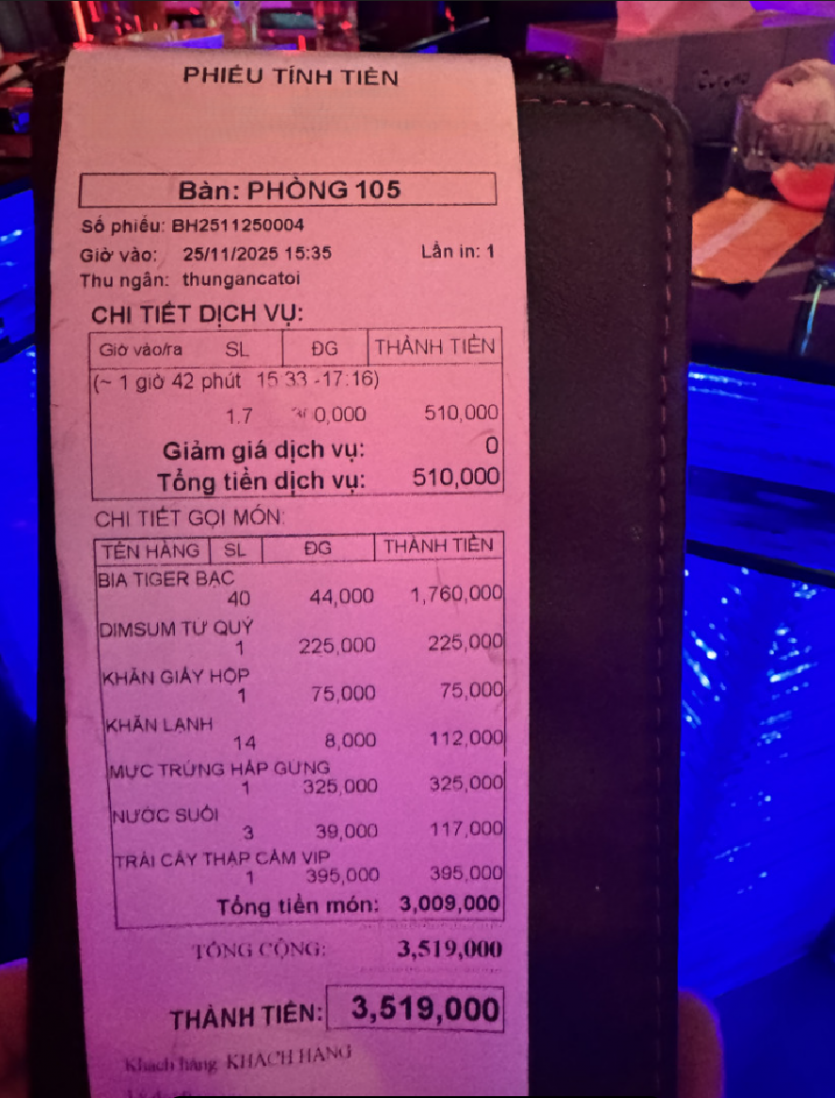 PHIẾU TÍNH TIỀN
Bàn: PHÒNG 105
Số phiếu: BH2511250004
Giờ vào: 25/11/2025 15:35 Lần in: 1
Thu ngân: thungancatoi
CHI TIẾT DỊCH VỤ:
Giờ vào/ra SL ĐG THÀNH TIỀN
(~ 1 giờ 42 phút 15:33 -17:16)
1.7 510,000
Giảm giá dịch vụ: 0
Tổng tiền dịch vụ: 510,000
CHI TIẾT GỌI MÓN:
TÊN HÀNG SL ĐG THÀNH TIỀN
BIA TIGER BẠC
40 44,000 1,760,000
DIMSUM TỨ QUÝ
1 225,000 225,000
KHĂN GIẤY HỘP
1 75,000 75,000
KHĂN LẠNH
14 8,000 112,000
MỰC TRỨNG HẤP GỪNG
1 325,000 325,000
NƯỚC SUỐI
3 39,000 117,000
TRÁI CÂY THẬP CẨM VIP
1 395,000 395,000
Tổng tiền món: 3,009,000
TỔNG CỘNG: 3,519,000
THÀNH TIỀN: 3,519,000
Khách hàng: KHÁCH HÀNG